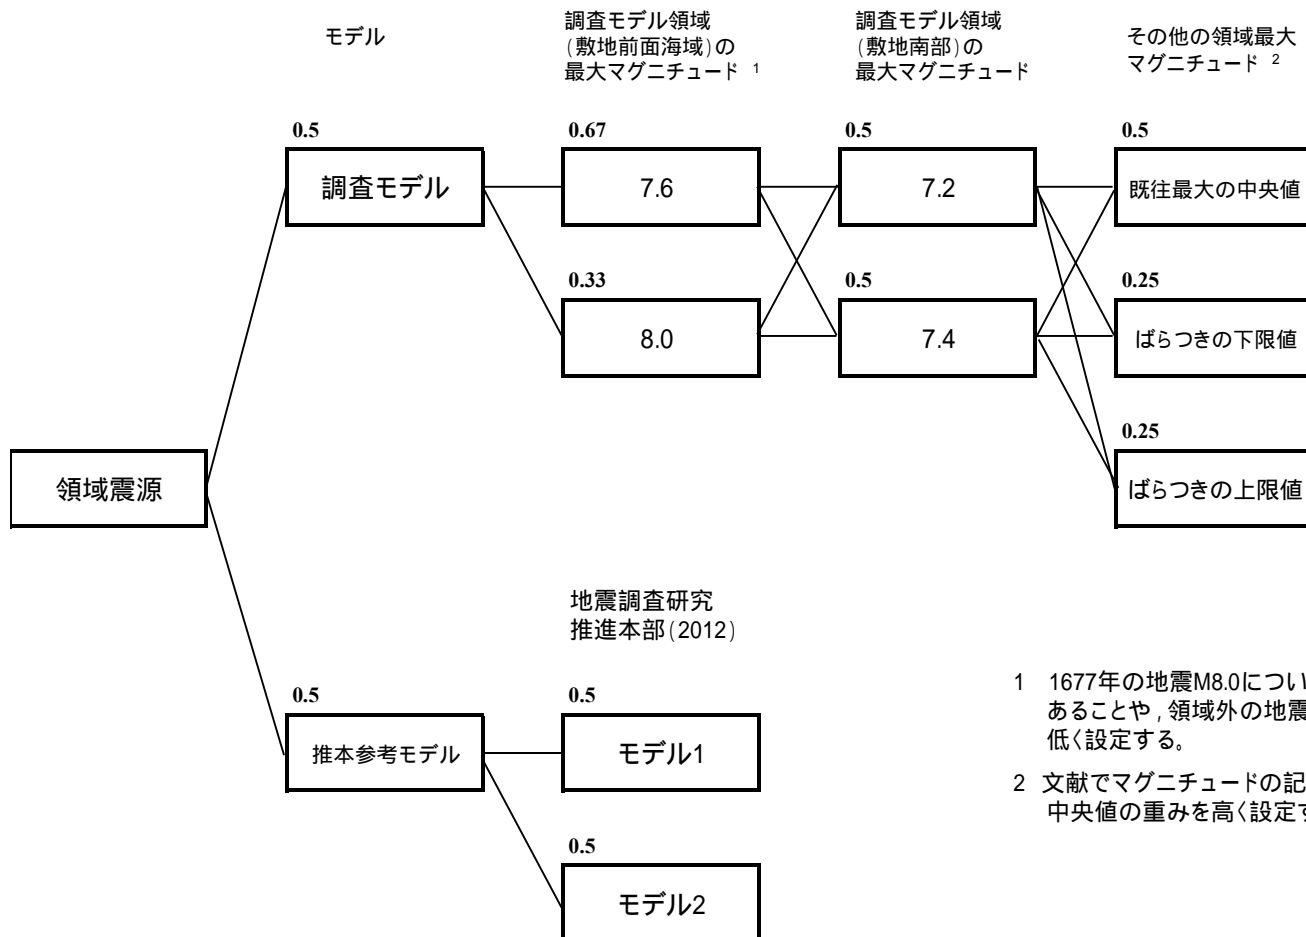 モデル
調査モデル領域
(敷地前面海域)の
最大マグニチュード 1
調査モデル領域
(敷地南部)の
最大マグニチュード
その他の領域最大
マグニチュード 2
0.5
0.67
0.5
0.5
調査モデル
7.6
7.2
既往最大の中央値
0.33
0.5
0.25
8.0
7.4
ばらつきの下限値
0.25
領域震源
ばらつきの上限値
地震調査研究
推進本部(2012)
0.5
0.5
推本参考モデル
モデル1
0.5
モデル2
1 1677年の地震M8.0につい
あることや,領域外の地震
低く設定する。
2 文献でマグニチュードの記
中央値の重みを高く設定す